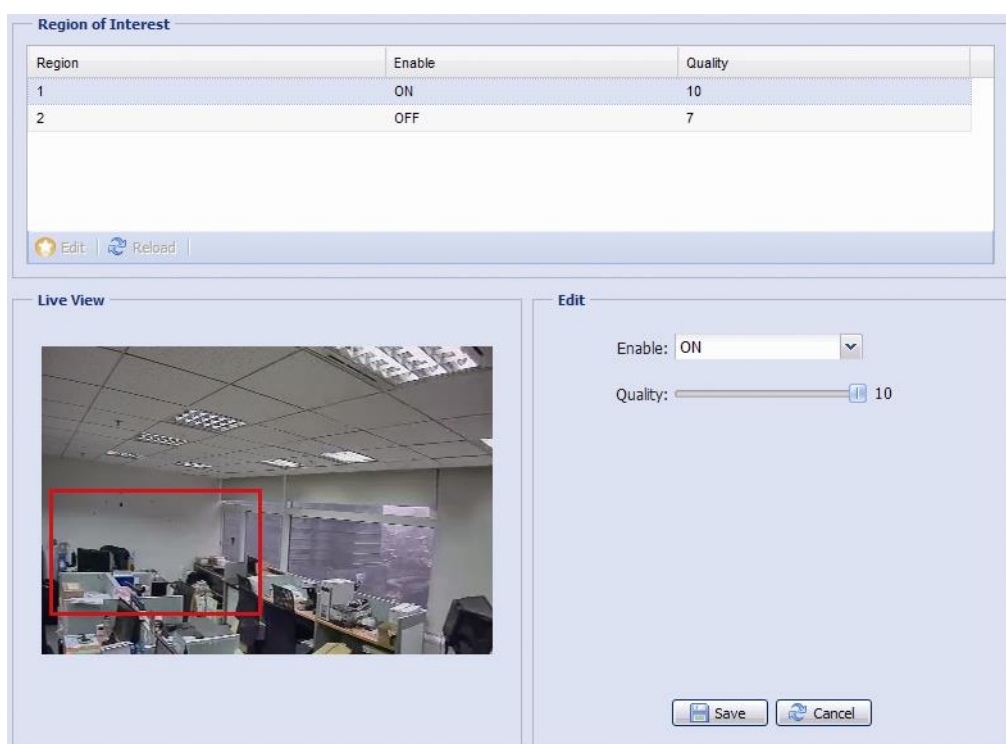 Region of Interest
Region Enable Quality
1 ON 10
2 OFF 7
Edit Reload
Live View
Edit
Enable: ON
Quality: 10
Save Cancel